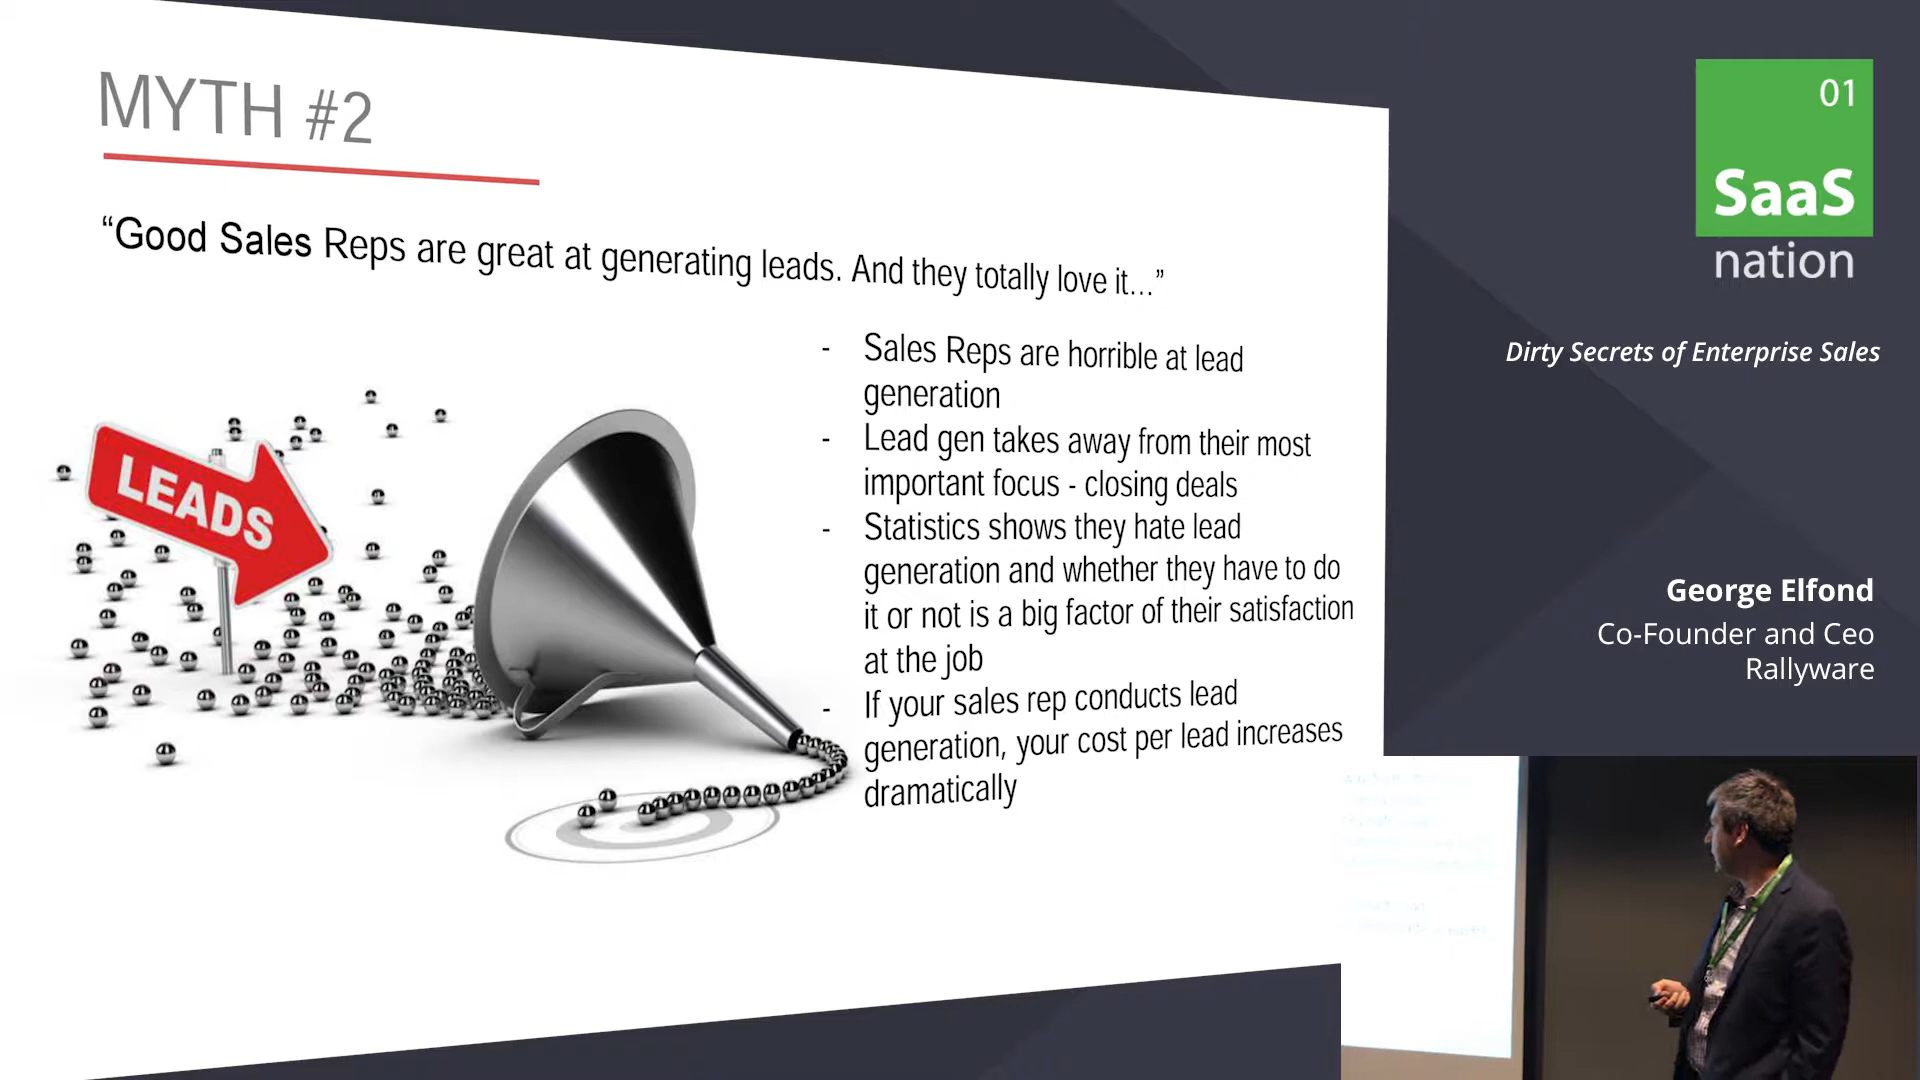 MYTH #2
“Good Sales Reps are great at generating leads. And they totally love it...”
LEADS
- Sales Reps are horrible at lead
generation
- Lead gen takes away from their most
important focus - closing deals
- Statistics shows they hate lead
generation and whether they have to do
it or not is a big factor of their satisfaction
at the job
- If your sales rep conducts lead
generation, your cost per lead increases
dramatically
01
SaaS
nation
Dirty Secrets of Enterprise Sales
George Elfond
Co-Founder and Ceo
Rallyware